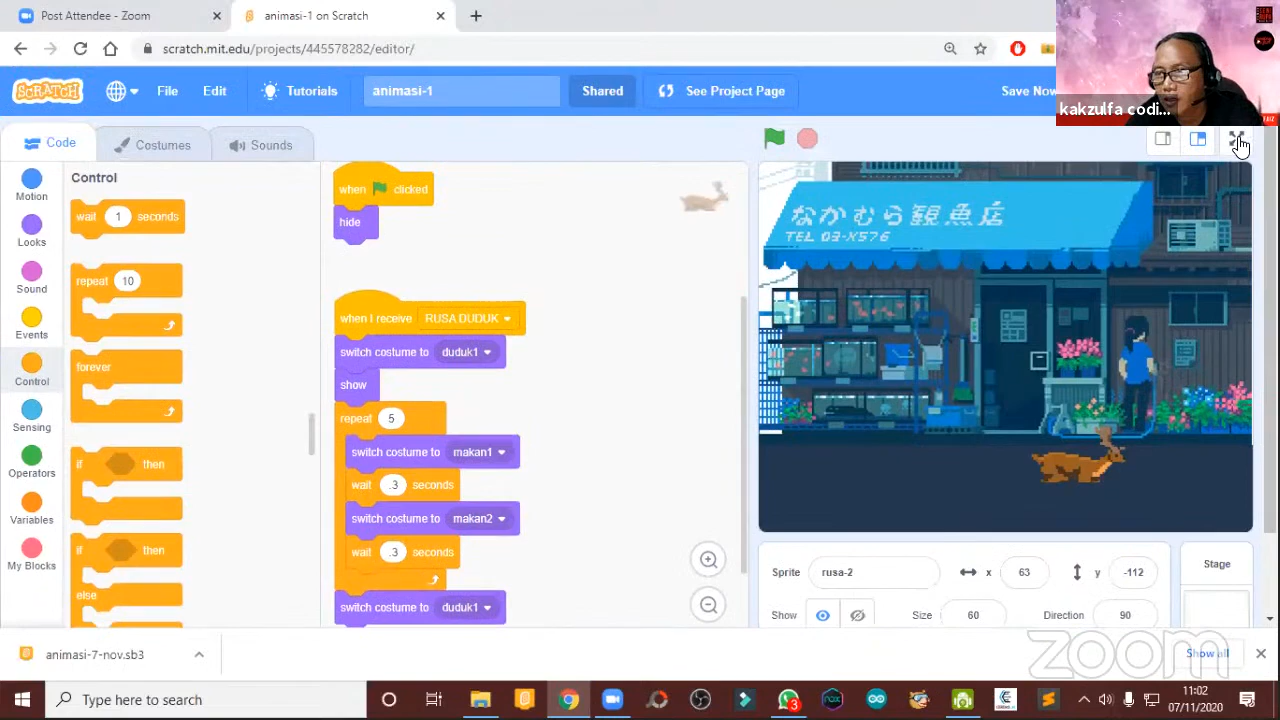 Post Attendee - Zoom
animasi-1 on Scratch
scratch.mit.edu/projects/445578282/editor/
SCRATCH
File
Edit
Tutorials
animasi-1
Shared
See Project Page
Save Now
kakzulfa codi...
Code
Costumes
Sounds
Motion
Looks
Sound
Events
Control
Sensing
Operators
Variables
My Blocks
Control
wait 1 seconds
repeat 10
forever
if then
if then
else
when clicked
hide
when I receive RUSA DUDUK
switch costume to duduk1
show
repeat 5
switch costume to makan1
wait .3 seconds
switch costume to makan2
wait .3 seconds
switch costume to duduk1
なかむら観魚店
TEL 03-X576
Sprite rusa-2 x 63 y -112
Show Size 60 Direction 90
Stage
zoom
animasi-7-nov.sb3
Show all
Type here to search
3
11:02
07/11/2020